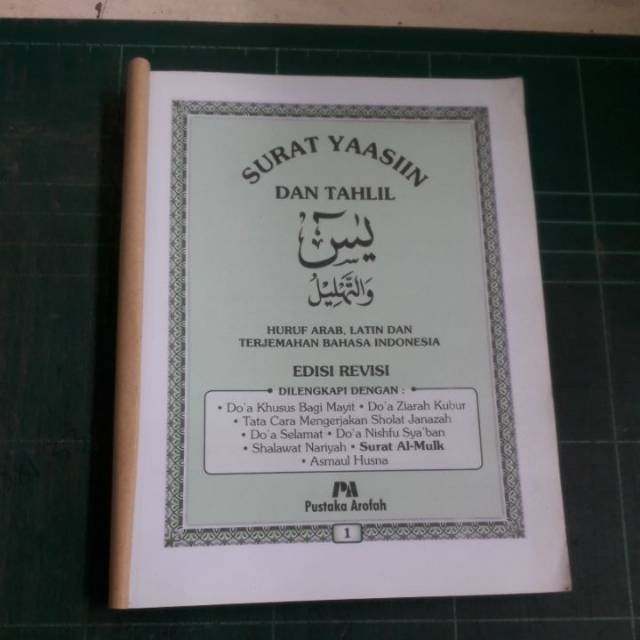 SURAT YAASIIN
DAN TAHLIL
يٰسٓ
وَالتَّهْلِيْلُ
HURUF ARAB, LATIN DAN
TERJEMAHAN BAHASA INDONESIA
EDISI REVISI
DILENGKAPI DENGAN :
• Do'a Khusus Bagi Mayit • Do'a Ziarah Kubur
• Tata Cara Mengerjakan Sholat Janazah
• Do'a Selamat • Do'a Nishfu Sya'ban
• Shalawat Nariyah • Surat Al-Mulk
• Asmaul Husna
PA
Pustaka Arofah
1